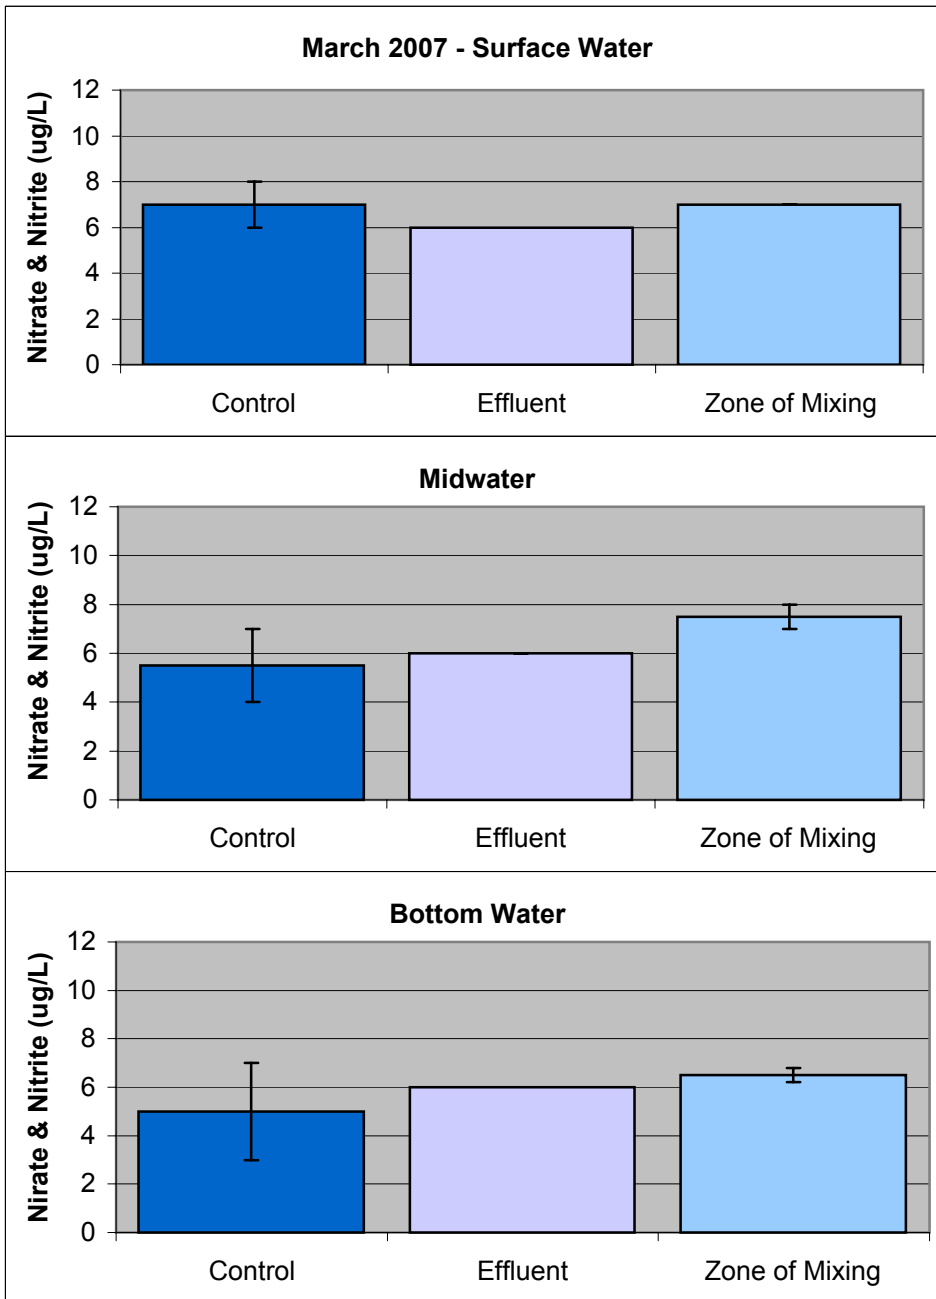 March 2007 - Surface Water
Nitrate & Nitrite (ug/L)
12
10
8
6
4
2
0
Control Effluent Zone of Mixing
Midwater
Nitrate & Nitrite (ug/L)
12
10
8
6
4
2
0
Control Effluent Zone of Mixing
Bottom Water
Nirate & Nitrite (ug/L)
12
10
8
6
4
2
0
Control Effluent Zone of Mixing